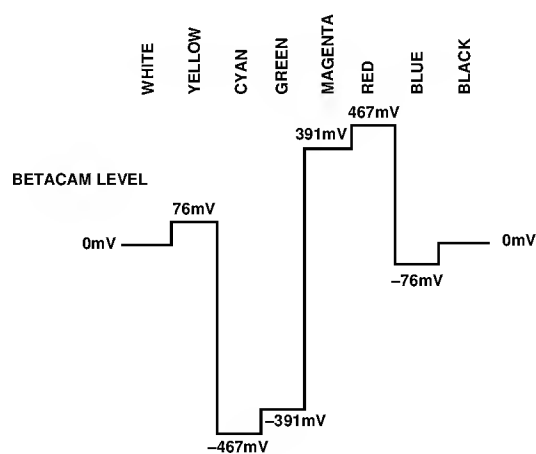 WHITE
YELLOW
CYAN
GREEN
MAGENTA
RED
BLUE
BLACK
467mV
391mV
BETACAM LEVEL
76mV
0mV
0mV
–76mV
–391mV
–467mV